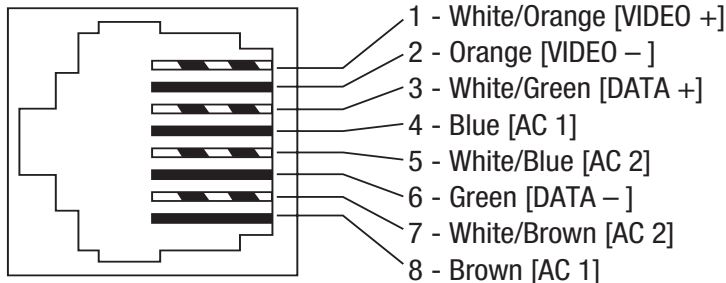 1 - White/Orange [VIDEO +]
2 - Orange [VIDEO – ]
3 - White/Green [DATA +]
4 - Blue [AC 1]
5 - White/Blue [AC 2]
6 - Green [DATA – ]
7 - White/Brown [AC 2]
8 - Brown [AC 1]